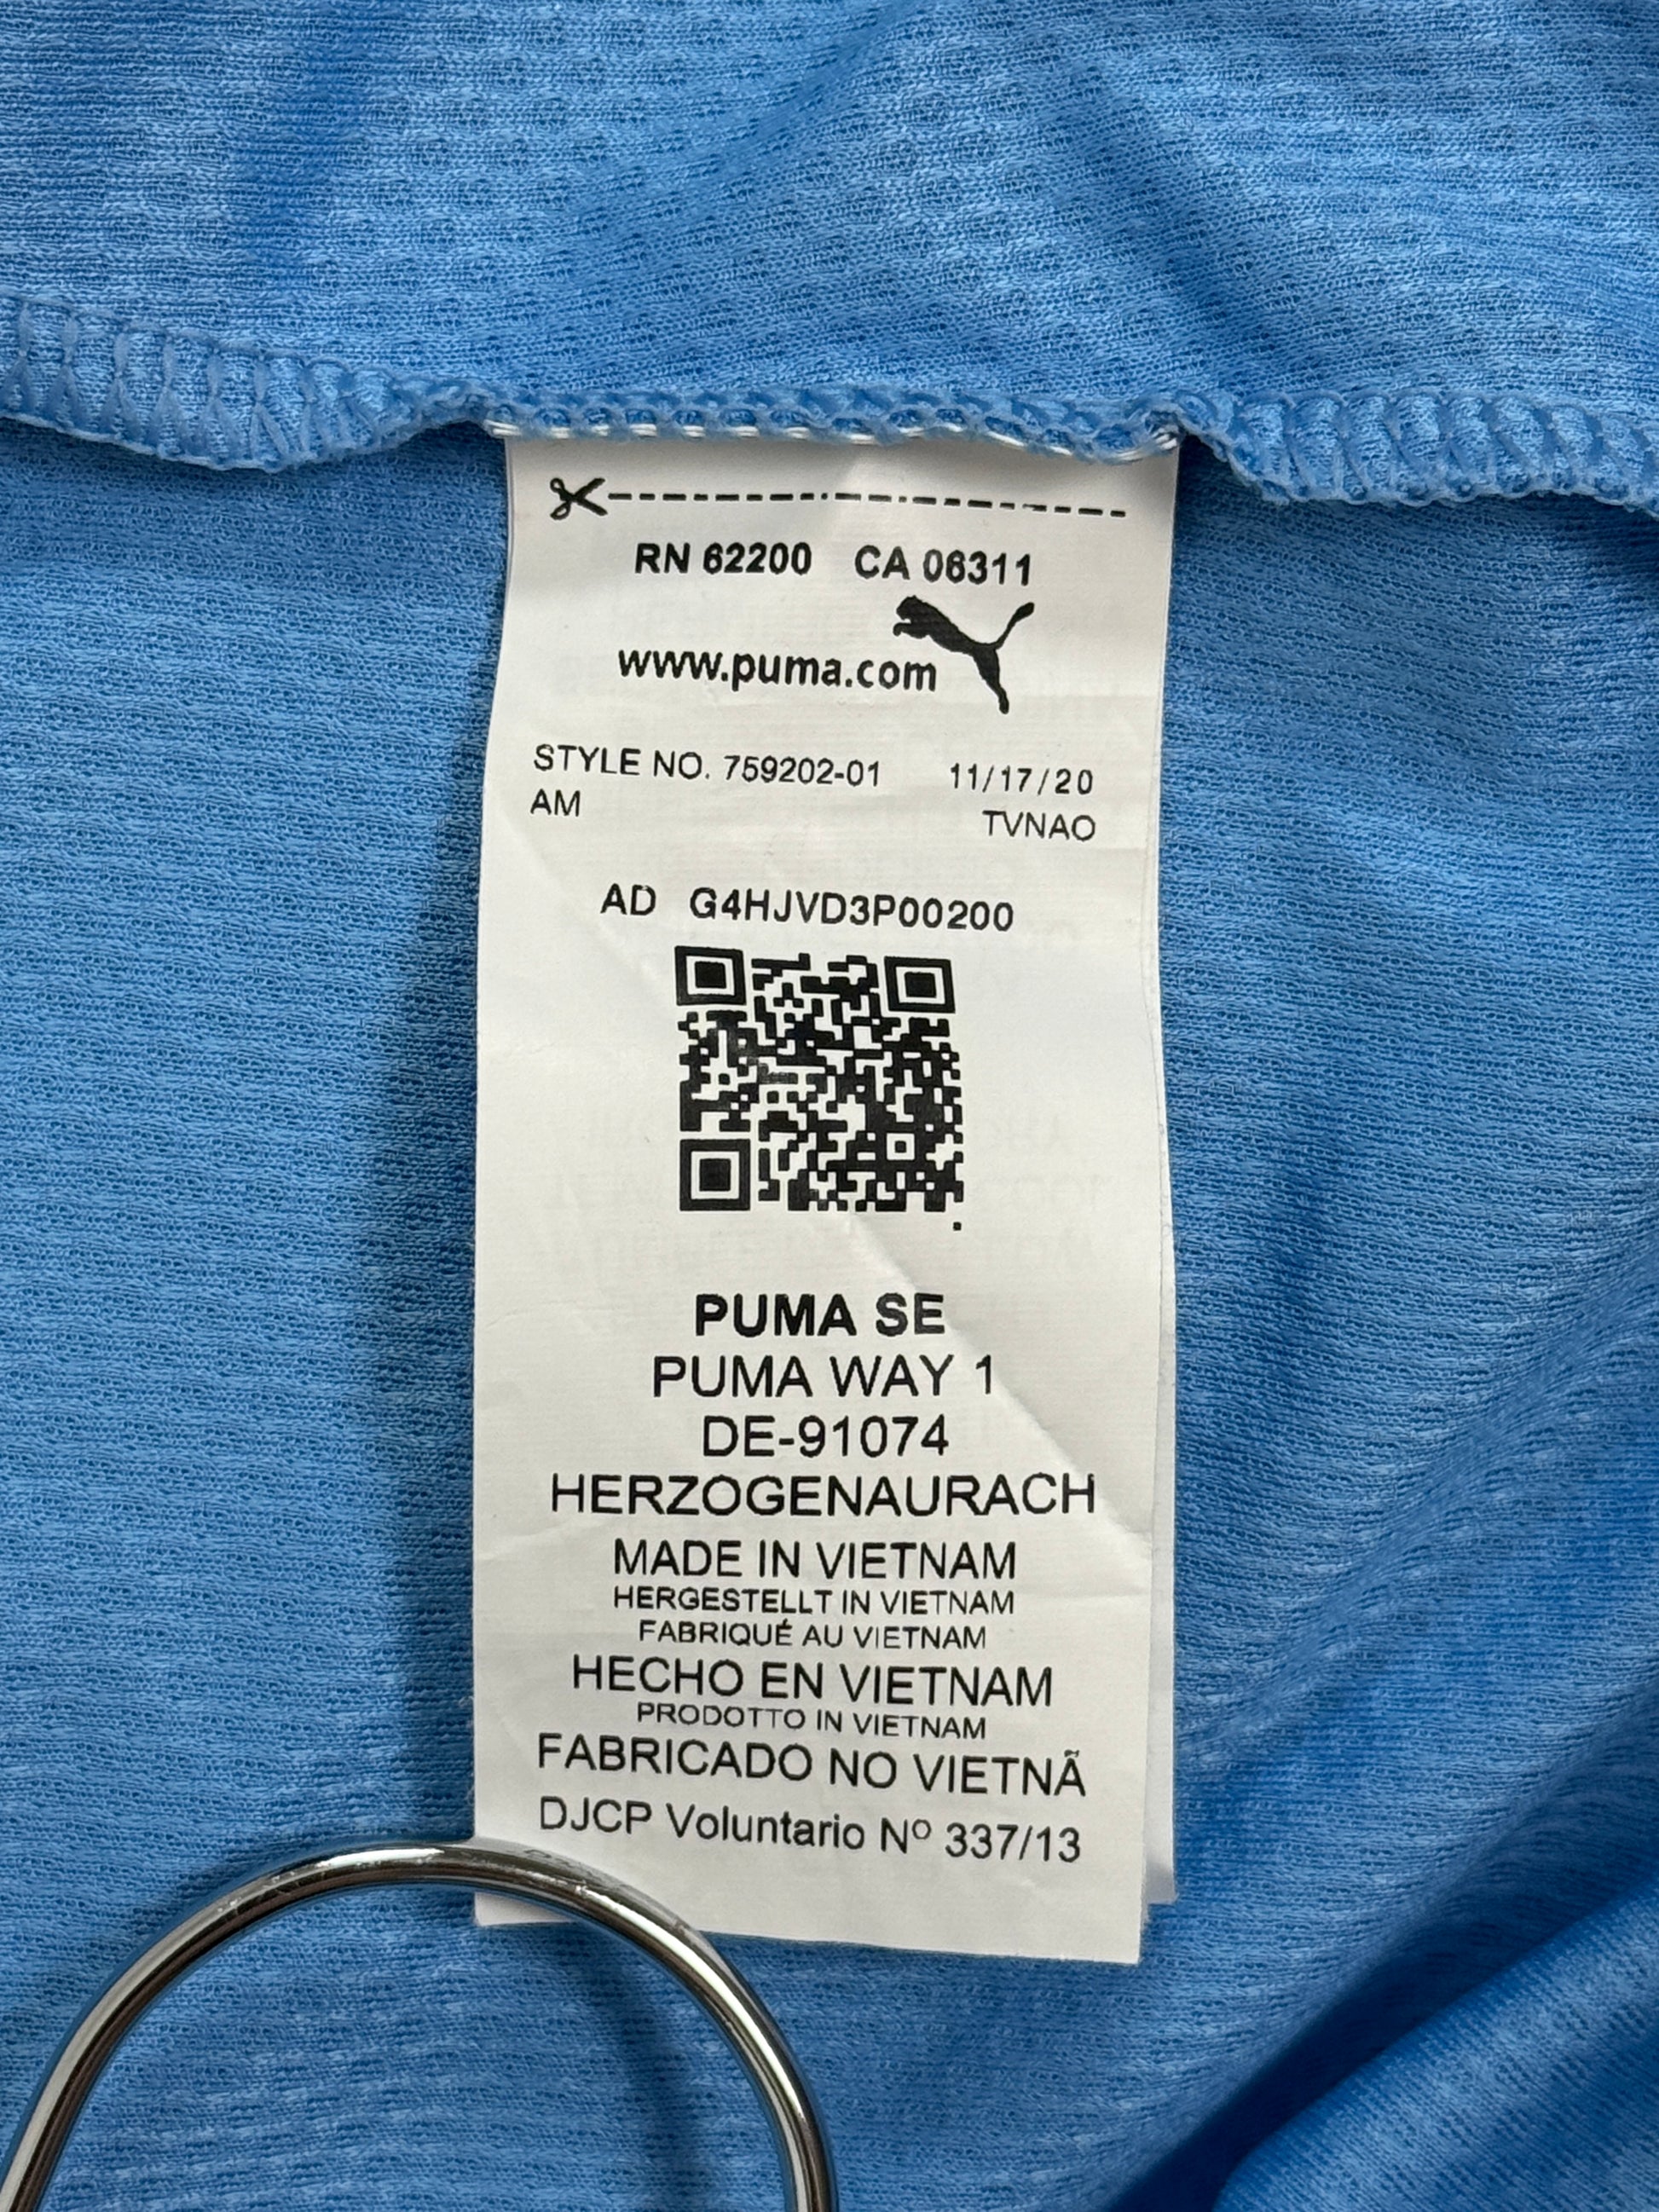 RN 62200 CA 06311
www.puma.com
STYLE NO. 759202-01 11/17/20
AM TVNAO
AD G4HJVD3P00200
PUMA SE
PUMA WAY 1
DE-91074
HERZOGENAURACH
MADE IN VIETNAM
HERGESTELLT IN VIETNAM
FABRIQUÉ AU VIETNAM
HECHO EN VIETNAM
PRODOTTO IN VIETNAM
FABRICADO NO VIETNÃ
DJCP Voluntario Nº 337/13